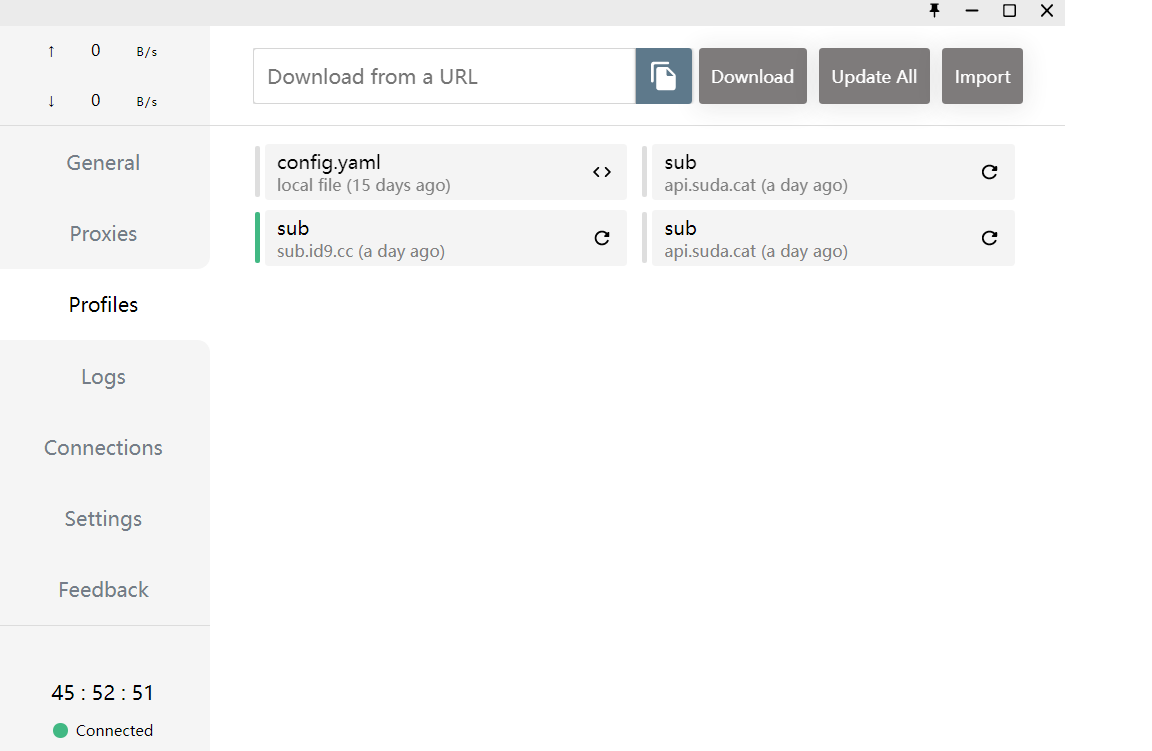 ↑ 0 B/s
↓ 0 B/s
General
Proxies
Profiles
Logs
Connections
Settings
Feedback
45 : 52 : 51
Connected
Download from a URL
Download
Update All
Import
config.yaml
local file (15 days ago)
sub
api.suda.cat (a day ago)
sub
sub.id9.cc (a day ago)
sub
api.suda.cat (a day ago)